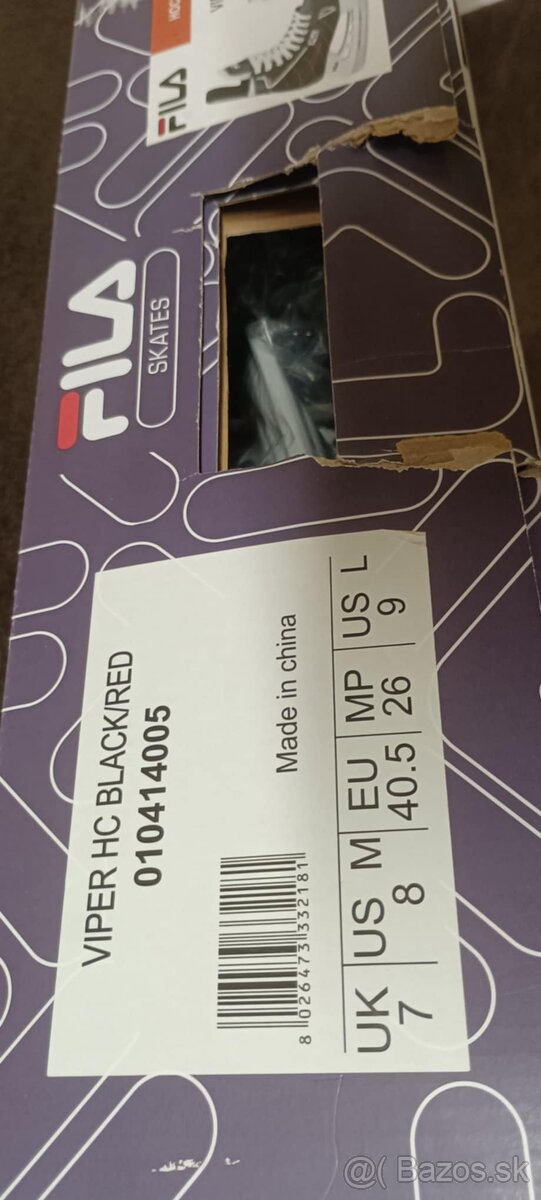 FILA
HOC
FILA
SKATES
VIPER HC BLACK/RED
010414005
Made in china
8 026473 332181
UK US M EU MP US L
7 8 40.5 26 9
@( Bazos.sk